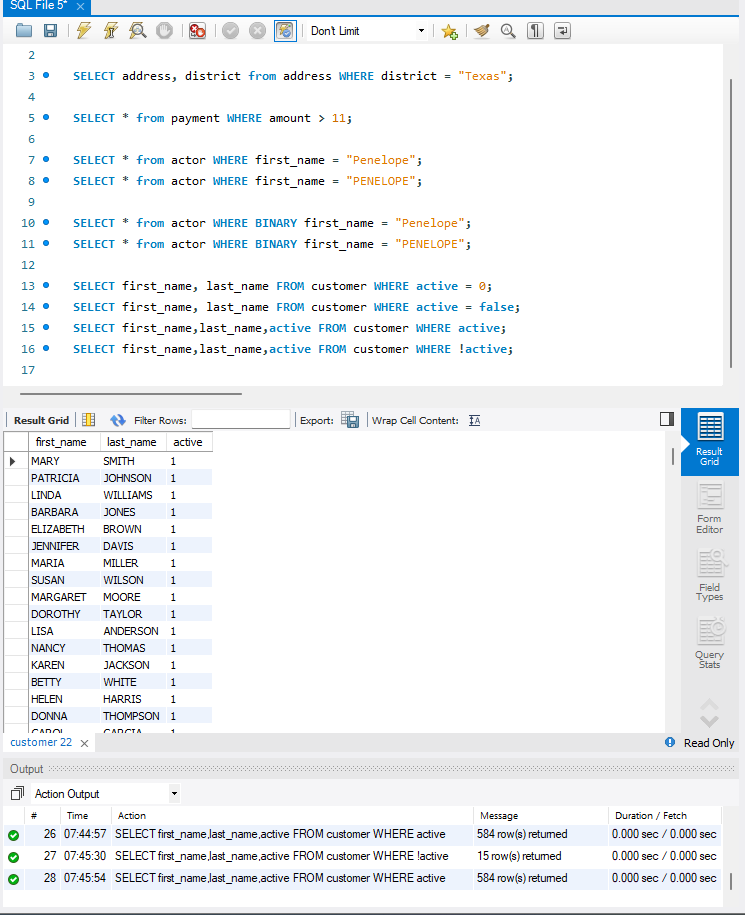 SQL File 5*
Don't Limit
2
3 SELECT address, district from address WHERE district = "Texas";
4
5 SELECT * from payment WHERE amount > 11;
6
7 SELECT * from actor WHERE first_name = "Penelope";
8 SELECT * from actor WHERE first_name = "PENELOPE";
9
10 SELECT * from actor WHERE BINARY first_name = "Penelope";
11 SELECT * from actor WHERE BINARY first_name = "PENELOPE";
12
13 SELECT first_name, last_name FROM customer WHERE active = 0;
14 SELECT first_name, last_name FROM customer WHERE active = false;
15 SELECT first_name,last_name,active FROM customer WHERE active;
16 SELECT first_name,last_name,active FROM customer WHERE !active;
17
Result Grid Filter Rows: Export: Wrap Cell Content:
first_name last_name active
MARY SMITH 1
PATRICIA JOHNSON 1
LINDA WILLIAMS 1
BARBARA JONES 1
ELIZABETH BROWN 1
JENNIFER DAVIS 1
MARIA MILLER 1
SUSAN WILSON 1
MARGARET MOORE 1
DOROTHY TAYLOR 1
LISA ANDERSON 1
NANCY THOMAS 1
KAREN JACKSON 1
BETTY WHITE 1
HELEN HARRIS 1
DONNA THOMPSON 1
CAROL GARCIA 1
Result
Grid
Form
Editor
Field
Types
Query
Stats
customer 22
Read Only
Output
Action Output
# Time Action Message Duration / Fetch
26 07:44:57 SELECT first_name,last_name,active FROM customer WHERE active 584 row(s) returned 0.000 sec / 0.000 sec
27 07:45:30 SELECT first_name,last_name,active FROM customer WHERE !active 15 row(s) returned 0.000 sec / 0.000 sec
28 07:45:54 SELECT first_name,last_name,active FROM customer WHERE active 584 row(s) returned 0.000 sec / 0.000 sec